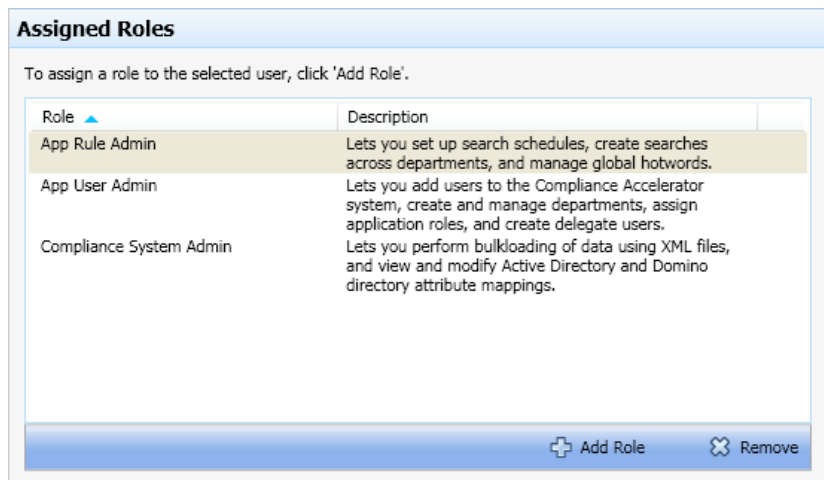 Assigned Roles
To assign a role to the selected user, click 'Add Role'.
Role Description
App Rule Admin Lets you set up search schedules, create searches
across departments, and manage global hotwords.
App User Admin Lets you add users to the Compliance Accelerator
system, create and manage departments, assign
application roles, and create delegate users.
Compliance System Admin Lets you perform bulkloading of data using XML files,
and view and modify Active Directory and Domino
directory attribute mappings.
Add Role Remove